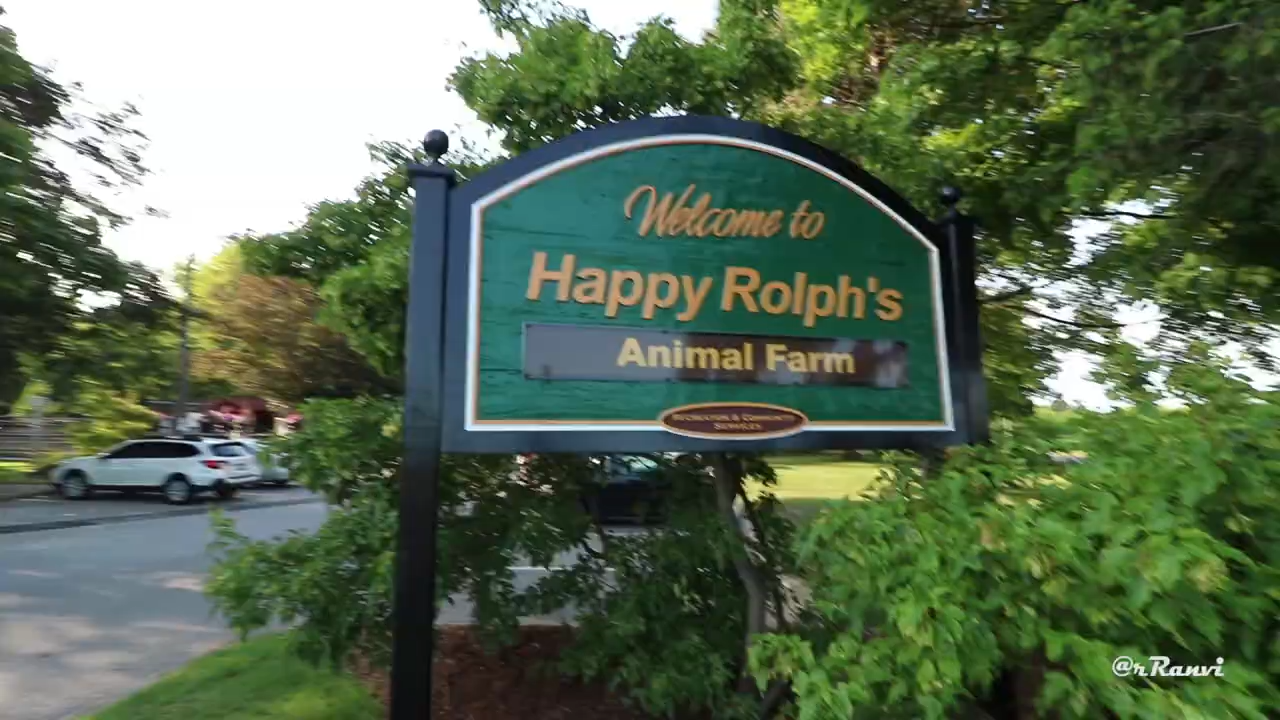 Welcome to
Happy Rolph's
Animal Farm
RECREATION & COMMUNITY
SERVICES
@rRanvi